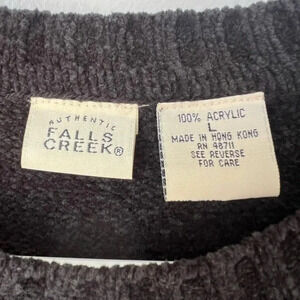 AUTHENTIC
FALLS
CREEK®
100% ACRYLIC
L
MADE IN HONG KONG
RN 48711
SEE REVERSE
FOR CARE